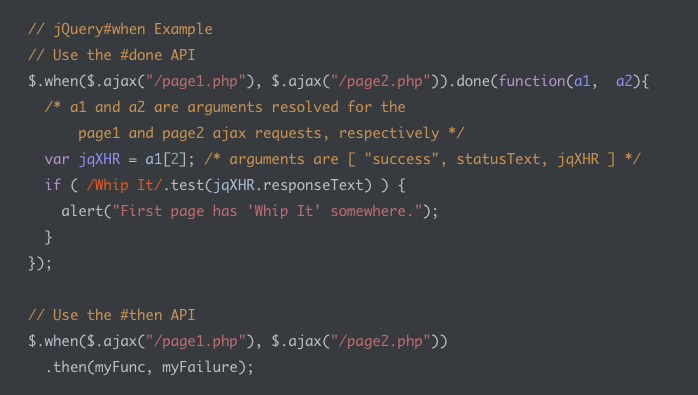 // jQuery#when Example
// Use the #done API
$.when($.ajax("/page1.php"), $.ajax("/page2.php")).done(function(a1,  a2){
  /* a1 and a2 are arguments resolved for the
      page1 and page2 ajax requests, respectively */
  var jqXHR = a1[2]; /* arguments are [ "success", statusText, jqXHR ] */
  if ( /Whip It/.test(jqXHR.responseText) ) {
    alert("First page has 'Whip It' somewhere.");
  }
});

// Use the #then API
$.when($.ajax("/page1.php"), $.ajax("/page2.php"))
  .then(myFunc, myFailure);